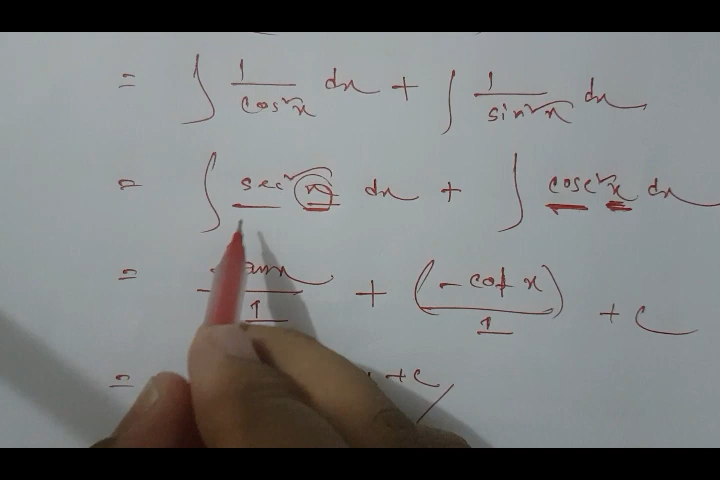 = ∫ 1/cos²x dx + ∫ 1/sin²x dx
= ∫ sec²x dx + ∫ cosec²x dx
= tanx/1 + (-cot x)/1 + c
= + c